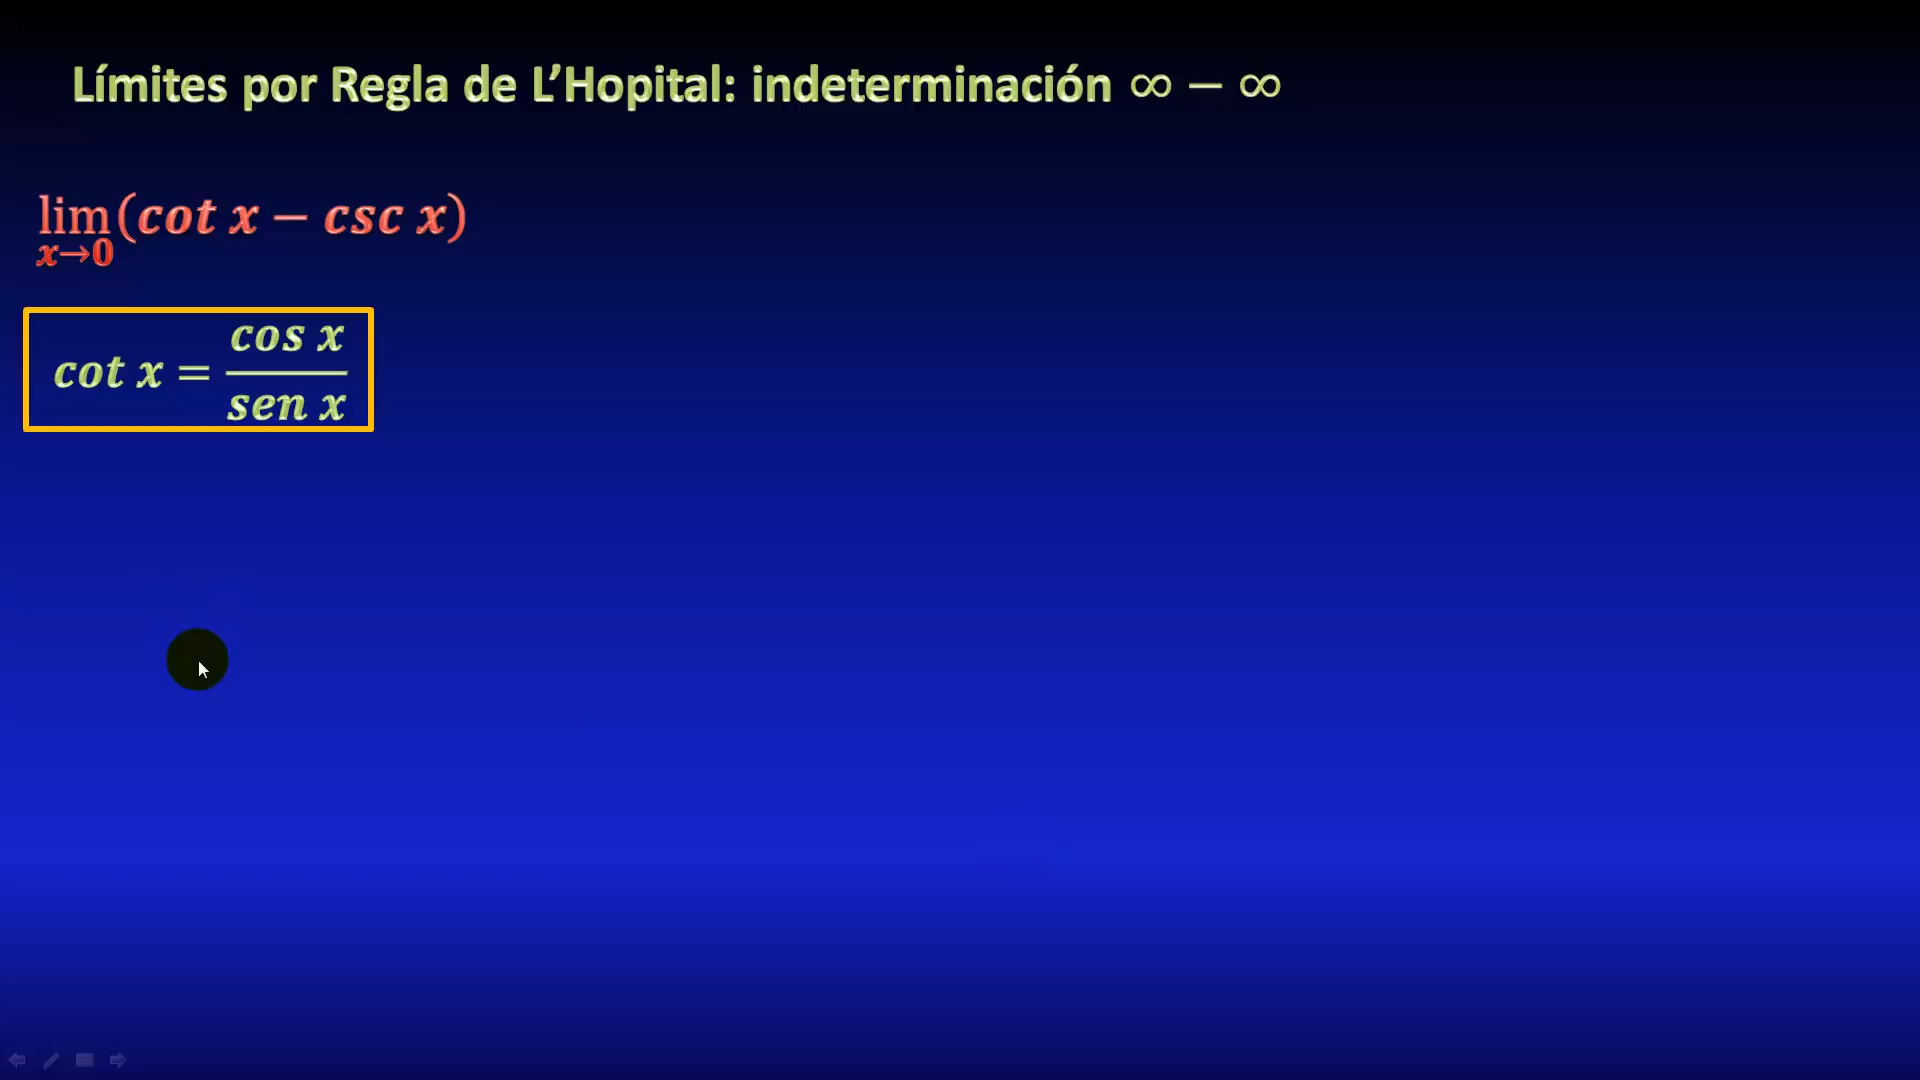 Límites por Regla de L’Hopital: indeterminación ∞ − ∞
lim (cot x − csc x)
x→0
cot x = cos x / sen x